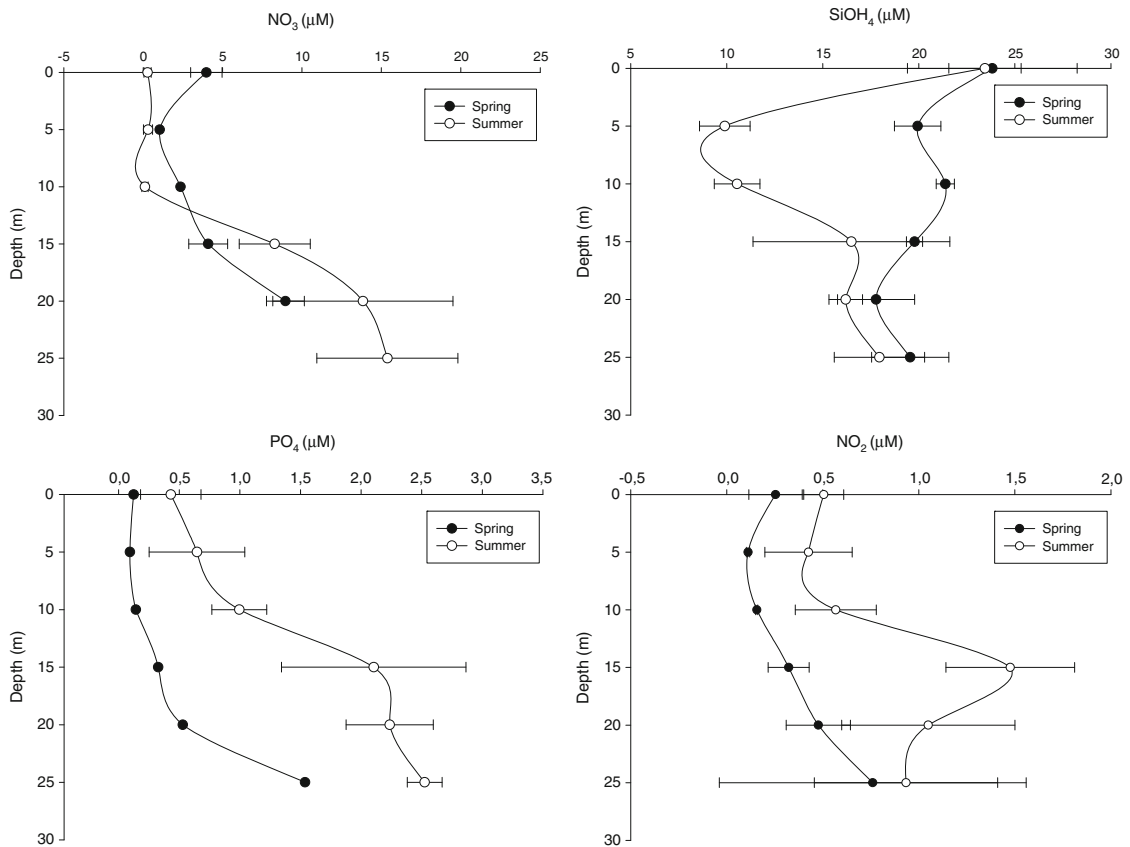 NO3 (µM)
-5 0 5 10 15 20 25
0
5
10
15
20
25
30
Depth (m)
Spring
Summer
SiOH4 (µM)
5 10 15 20 25 30
0
5
10
15
20
25
30
Depth (m)
Spring
Summer
PO4 (µM)
0,0 0,5 1,0 1,5 2,0 2,5 3,0 3,5
0
5
10
15
20
25
30
Depth (m)
Spring
Summer
NO2 (µM)
-0,5 0,0 0,5 1,0 1,5 2,0
0
5
10
15
20
25
30
Depth (m)
Spring
Summer